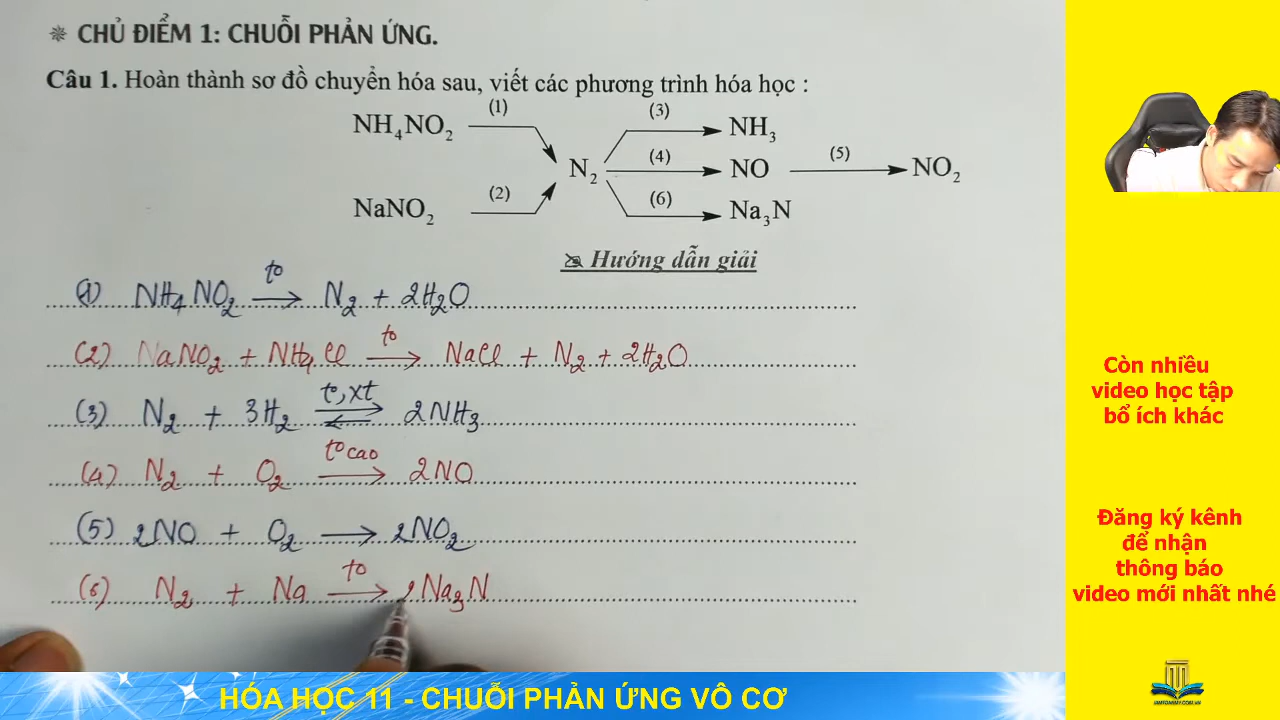 CHỦ ĐIỂM 1: CHUỖI PHẢN ỨNG.
Câu 1. Hoàn thành sơ đồ chuyển hóa sau, viết các phương trình hóa học :
NH₄NO₂ (1) N₂ (3) NH₃
(4) NO (5) NO₂
NaNO₂ (2) (6) Na₃N
Hướng dẫn giải
(1) NH₄NO₂ —t°→ N₂ + 2H₂O
(2) NaNO₂ + NH₄Cl —t°→ NaCl + N₂ + 2H₂O
(3) N₂ + 3H₂ ⇌ t°, xt 2NH₃
(4) N₂ + O₂ —t° cao→ 2NO
(5) 2NO + O₂ → 2NO₂
(6) N₂ + Na —t°→ 2Na₃N
Còn nhiều
video học tập
bổ ích khác
Đăng ký kênh
để nhận
thông báo
video mới nhất nhé
HÓA HỌC 11 - CHUỖI PHẢN ỨNG VÔ CƠ